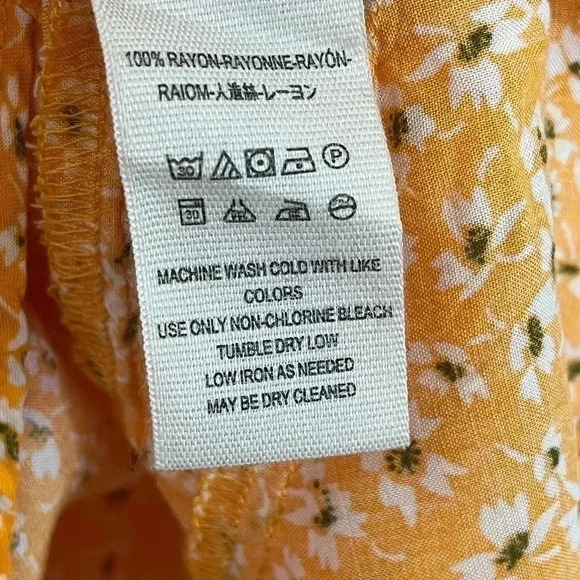 100% RAYON-RAYONNE-RAYÓN-
RAIOM-人造絲-レーヨン
30 P
30
MACHINE WASH COLD WITH LIKE
COLORS
USE ONLY NON-CHLORINE BLEACH
TUMBLE DRY LOW
LOW IRON AS NEEDED
MAY BE DRY CLEANED